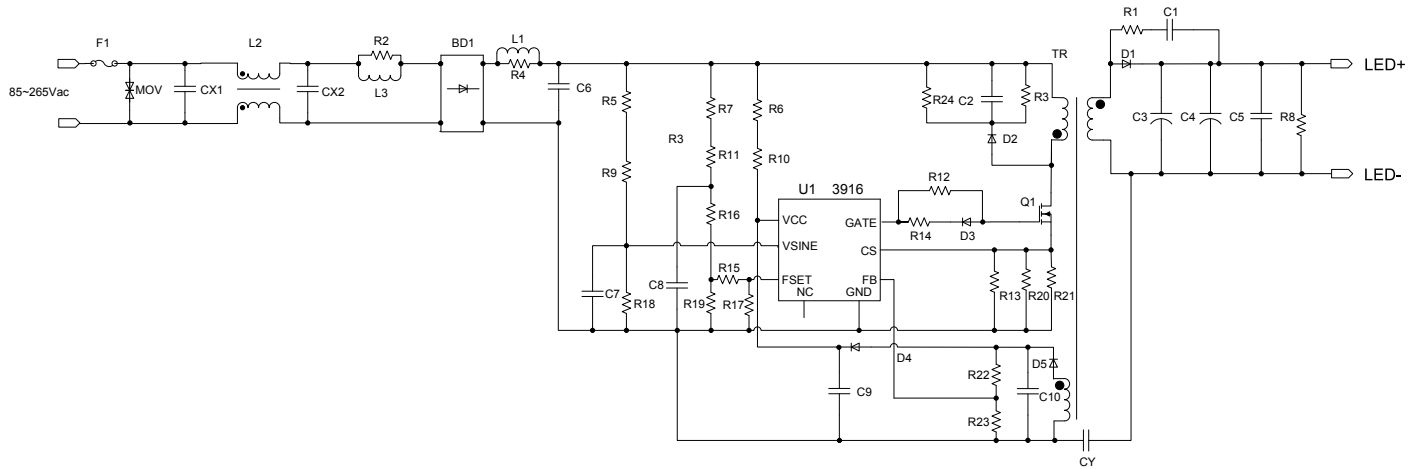 R1
C1
F1
L2
R2
BD1
L1
TR
D1
LED+
R4
85~265Vac
MOV
CX1
CX2
L3
C6
R5
R7
R6
R24
C2
R3
C3
C4
C5
R8
D2
R3
R11
R10
R9
LED-
U1 3916
R12
Q1
R16
VCC
GATE
R14
D3
VSINE
CS
R15
FSET
FB
C7
C8
R18
R19
R17
NC
GND
R13
R20
R21
D4
D5
R22
C9
C10
R23
CY